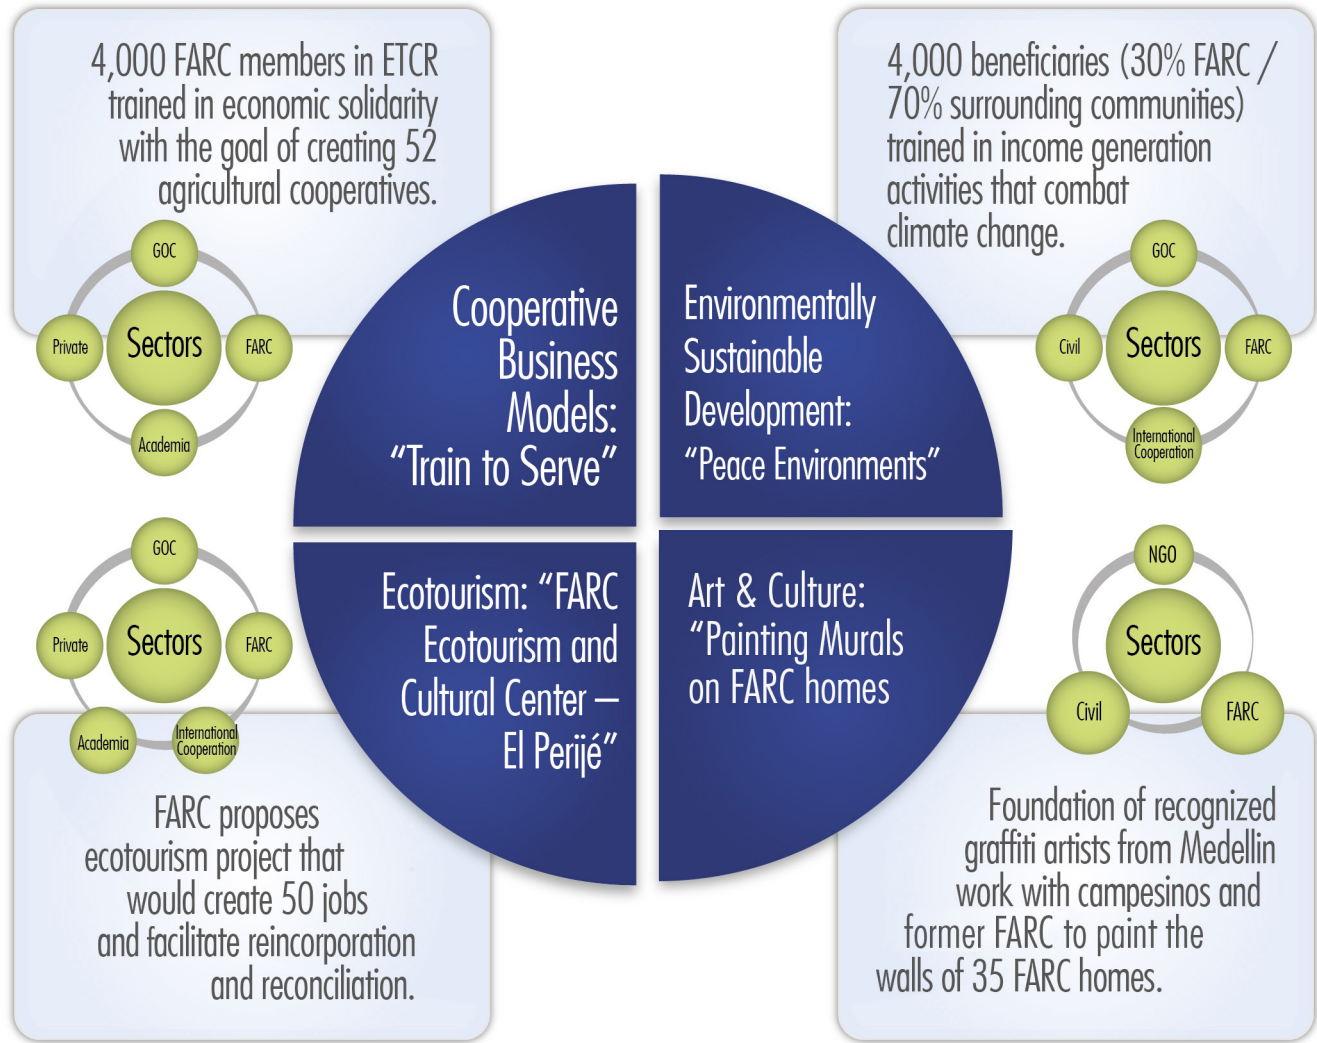 4,000 FARC members in ETCR
trained in economic solidarity
with the goal of creating 52
agricultural cooperatives.
GOC
Private
Sectors
FARC
Academia
4,000 beneficiaries (30% FARC /
70% surrounding communities)
trained in income generation
activities that combat
climate change.
GOC
Civil
Sectors
FARC
International
Cooperation
Cooperative
Business
Models:
“Train to Serve”
Environmentally
Sustainable
Development:
“Peace Environments”
Ecotourism: “FARC
Ecotourism and
Cultural Center –
El Perijé”
Art & Culture:
“Painting Murals
on FARC homes
GOC
Private
Sectors
FARC
Academia
International
Cooperation
FARC proposes
ecotourism project that
would create 50 jobs
and facilitate reincorporation
and reconciliation.
NGO
Sectors
Civil
FARC
Foundation of recognized
graffiti artists from Medellin
work with campesinos and
former FARC to paint the
walls of 35 FARC homes.